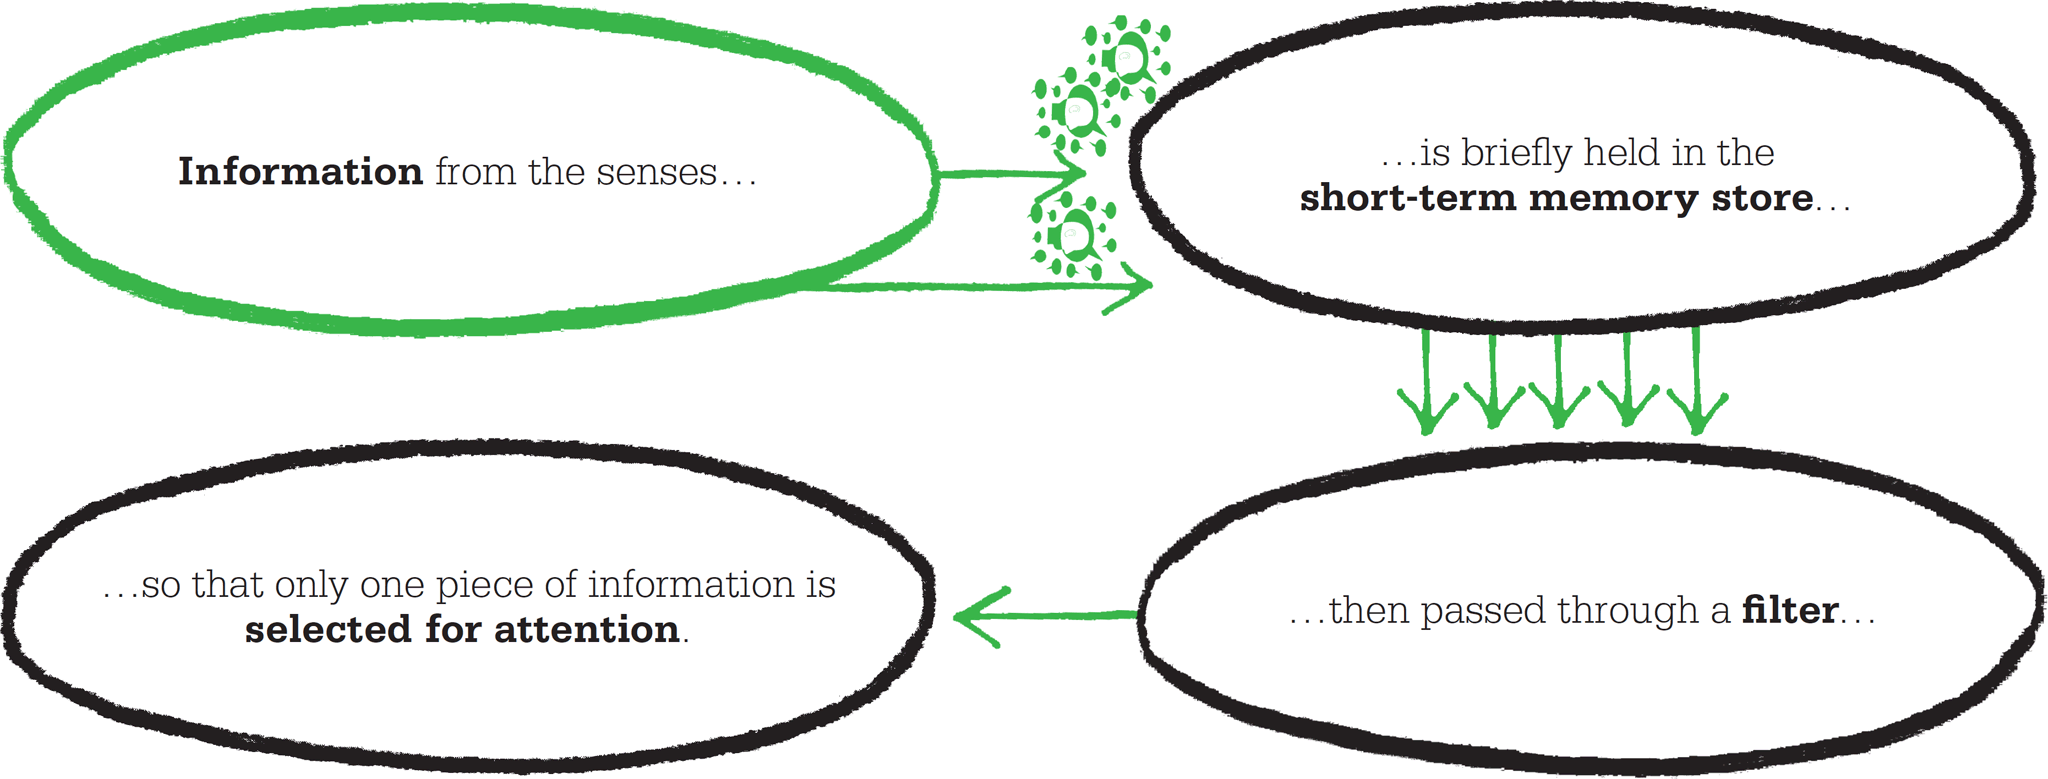 Information from the senses...
...is briefly held in the
short-term memory store...
...then passed through a filter...
...so that only one piece of information is
selected for attention.